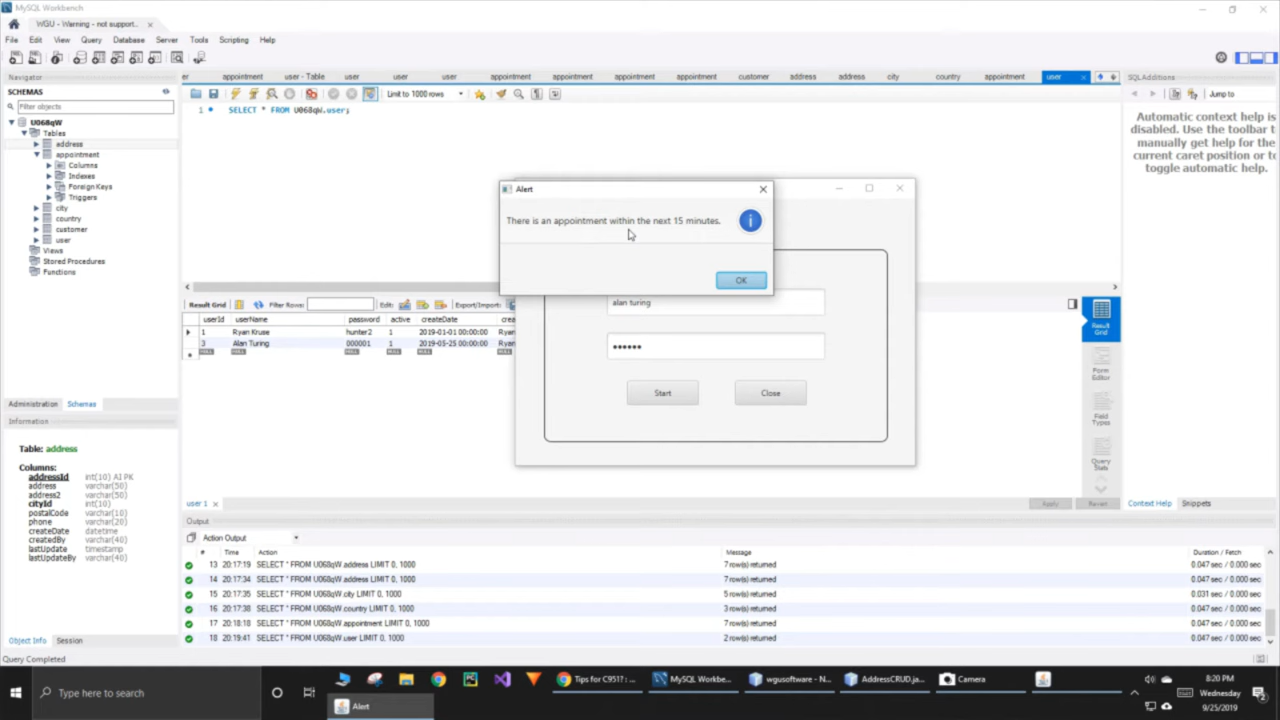 MySQL Workbench
WGU - Warning - not support..
File Edit View Query Database Server Tools Scripting Help
Navigator
SCHEMAS
Filter objects
U068qW
Tables
address
appointment
Columns
Indexes
Foreign Keys
Triggers
city
country
customer
user
Views
Stored Procedures
Functions
Administration Schemas
Information
Table: address
Columns:
addressId int(10) AI PK
address varchar(50)
address2 varchar(50)
cityId int(10)
postalCode varchar(10)
phone varchar(20)
createDate datetime
createdBy varchar(40)
lastUpdate timestamp
lastUpdateBy varchar(40)
Object Info Session
Query Completed
er appointment user - Table user user user appointment appointment appointment appointment customer address address city country appointment user
Limit to 1000 rows
1 SELECT * FROM U068qW.user;
Alert
There is an appointment within the next 15 minutes.
OK
alan turing
••••••
Start Close
Result Grid Filter Rows: Edit: Export/Import:
userId userName password active createDate
1 Ryan Kruse hunter2 1 2019-01-01 00:00:00 Ryan
3 Alan Turing 000001 1 2019-05-25 00:00:00 Ryan
NULL NULL NULL NULL NULL
Result Grid
Form Editor
Field Types
Query Stats
user 1
Apply Revert
SQLAdditions
Jump to
Automatic context help is
disabled. Use the toolbar to
manually get help for the
current caret position or to
toggle automatic help.
Context Help Snippets
Output
Action Output
# Time Action Message Duration / Fetch
13 20:17:19 SELECT * FROM U068qW.address LIMIT 0, 1000 7 row(s) returned 0.047 sec / 0.000 sec
14 20:17:34 SELECT * FROM U068qW.address LIMIT 0, 1000 7 row(s) returned 0.047 sec / 0.000 sec
15 20:17:35 SELECT * FROM U068qW.city LIMIT 0, 1000 5 row(s) returned 0.031 sec / 0.000 sec
16 20:17:38 SELECT * FROM U068qW.country LIMIT 0, 1000 3 row(s) returned 0.047 sec / 0.000 sec
17 20:18:18 SELECT * FROM U068qW.appointment LIMIT 0, 1000 7 row(s) returned 0.047 sec / 0.000 sec
18 20:19:41 SELECT * FROM U068qW.user LIMIT 0, 1000 2 row(s) returned 0.047 sec / 0.000 sec
Type here to search
Tips for C951? : ... MySQL Workbe... wgusoftware - N... AddressCRUD.ja... Camera
Alert
8:20 PM
Wednesday
9/25/2019